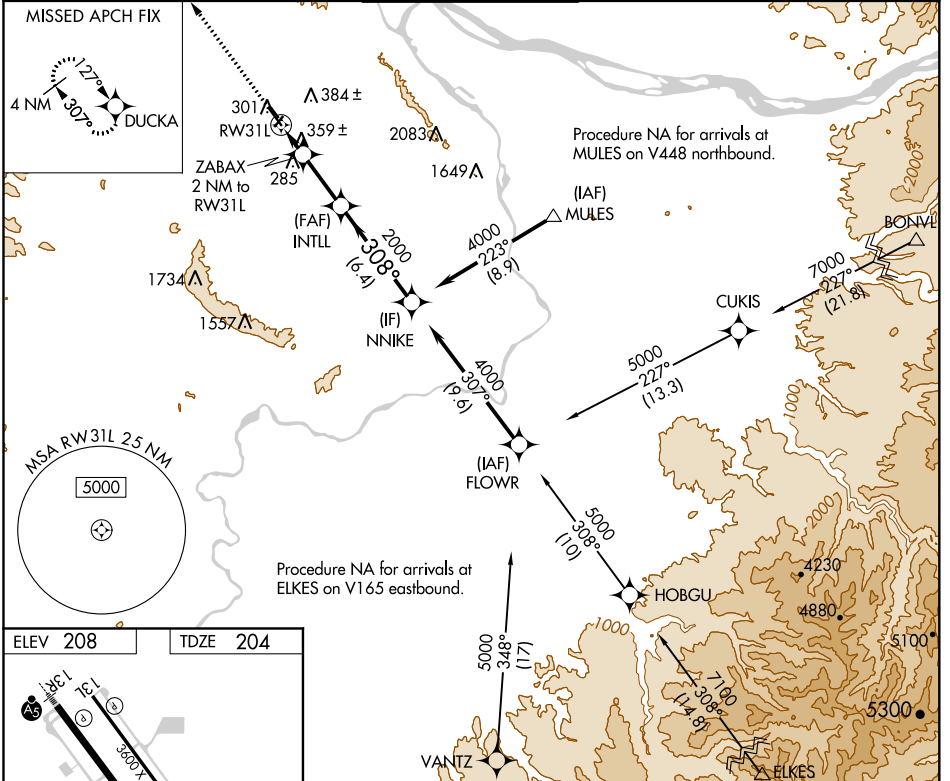 MISSED APCH FIX
127°
4 NM
307°
DUCKA
301
384 ±
RW31L
359 ±
ZABAX
2 NM to
RW31L
285
2083
1649
Procedure NA for arrivals at
MULES on V448 northbound.
(IAF)
MULES
2000
BONVL
(FAF)
INTLL
2000
308°
(6.4)
4000
223°
(8.9)
7000
227°
(21.8)
1734
1557
(IF)
NNIKE
CUKIS
5000
227°
(13.3)
4000
307°
(9.6)
1000
MSA RW31L 25 NM
5000
(IAF)
FLOWR
5000
308°
(10)
1000
Procedure NA for arrivals at
ELKES on V165 eastbound.
HOBGU
4230
4880
5100
1000
ELEV 208
TDZE 204
5000
348°
(17)
7100
308°
(14.8)
5300
13R
13L
A5
P
P
3600 X
VANTZ
ELKES